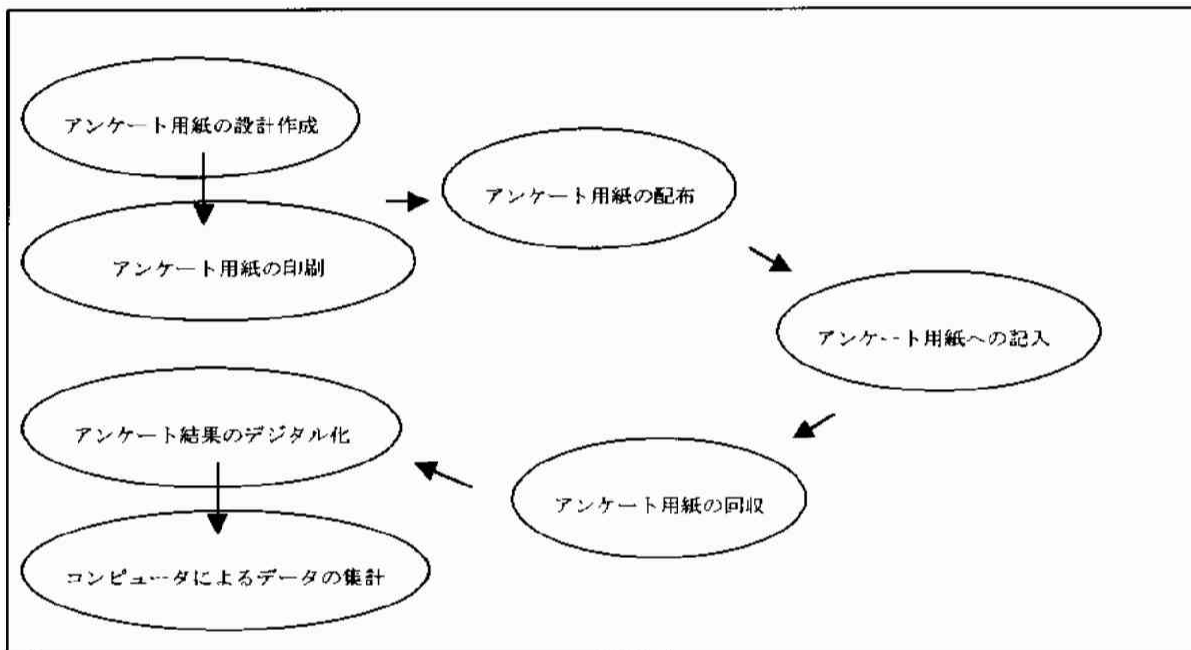 アンケート用紙の設計作成
アンケート用紙の印刷
アンケート用紙の配布
アンケート用紙への記入
アンケート用紙の回収
アンケート結果のデジタル化
コンピュータによるデータの集計